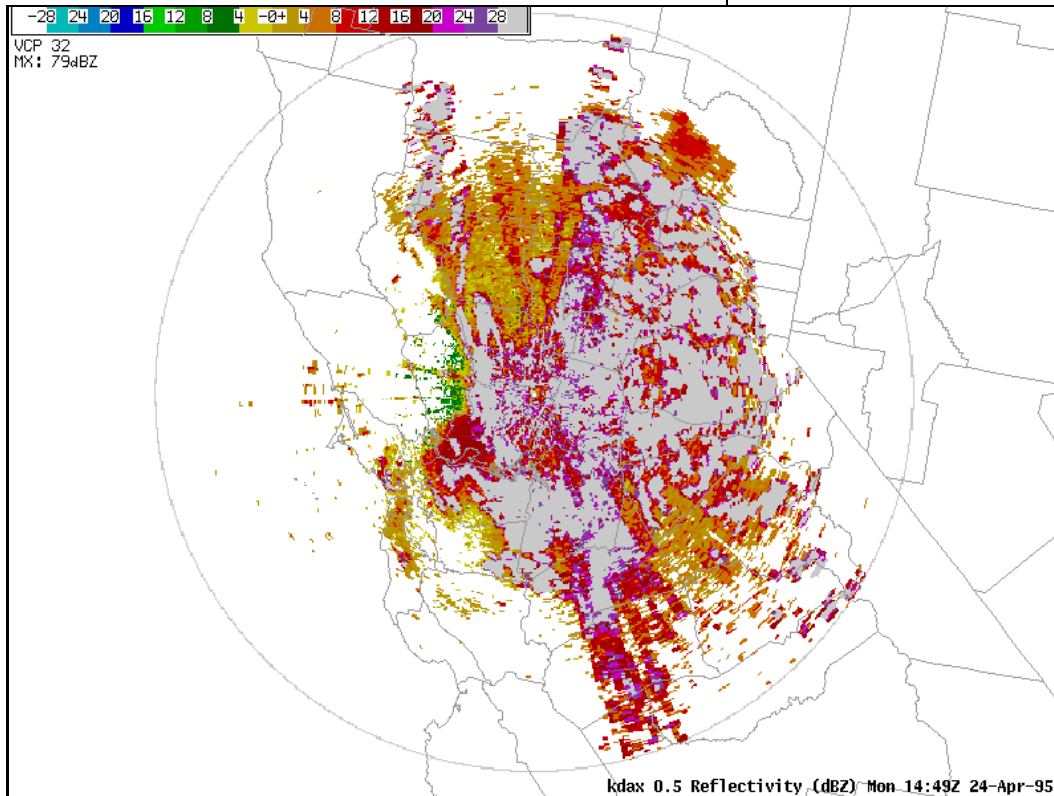 -28 24 20 16 12 8 4 -0+ 4 8 12 16 20 24 28
VCP 32
MX: 79dBZ
kdax 0.5 Reflectivity (dBZ) Mon 14:49Z 24-Apr-95